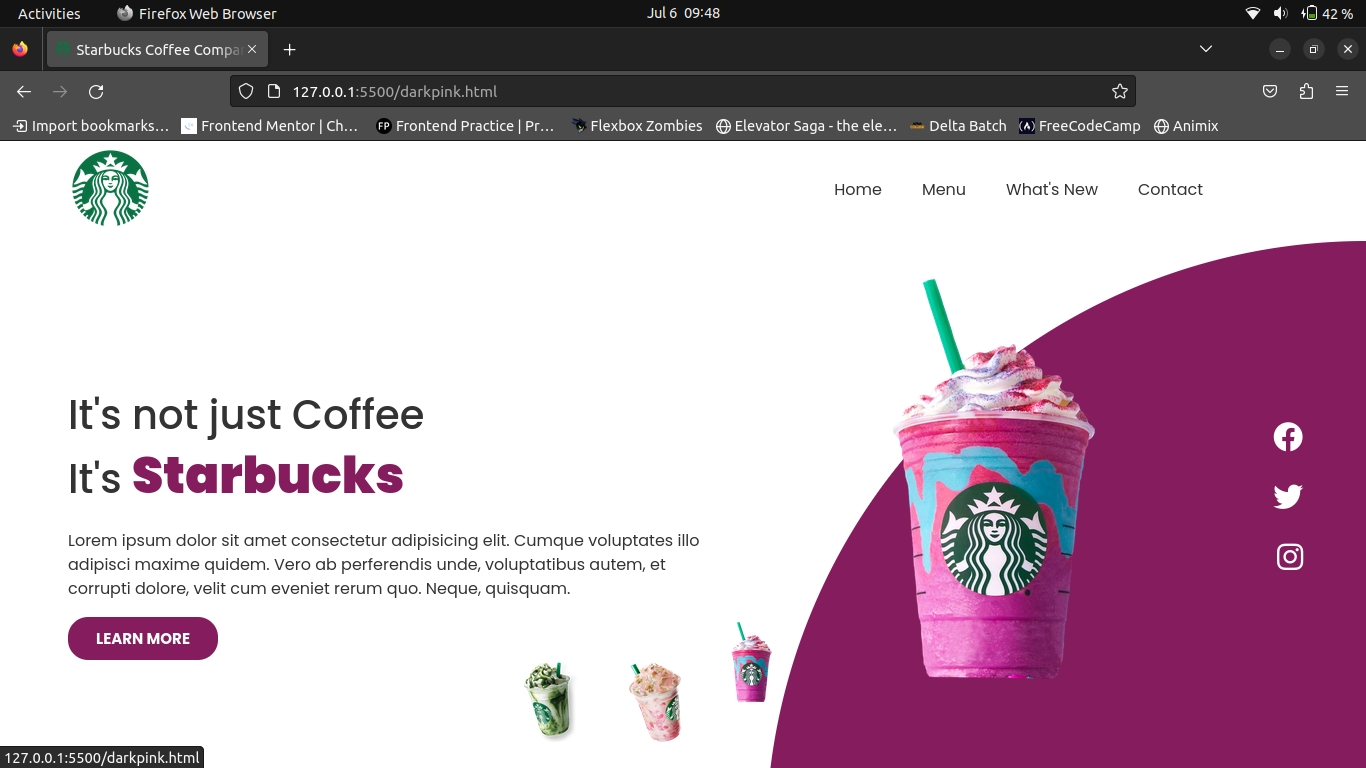 Activities
Firefox Web Browser
Jul 6 09:48
42 %
Starbucks Coffee Compa
127.0.0.1:5500/darkpink.html
Import bookmarks…
Frontend Mentor | Ch…
Frontend Practice | Pr…
Flexbox Zombies
Elevator Saga - the ele…
Delta Batch
FreeCodeCamp
Animix
Home
Menu
What's New
Contact
It's not just Coffee
It's Starbucks
Lorem ipsum dolor sit amet consectetur adipisicing elit. Cumque voluptates illo
adipisci maxime quidem. Vero ab perferendis unde, voluptatibus autem, et
corrupti dolore, velit cum eveniet rerum quo. Neque, quisquam.
LEARN MORE
127.0.0.1:5500/darkpink.html